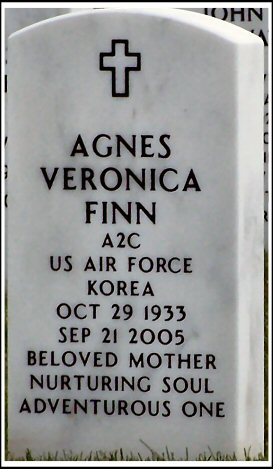 JOHN
AGNES
VERONICA
FINN
A2C
US AIR FORCE
KOREA
OCT 29 1933
SEP 21 2005
BELOVED MOTHER
NURTURING SOUL
ADVENTUROUS ONE